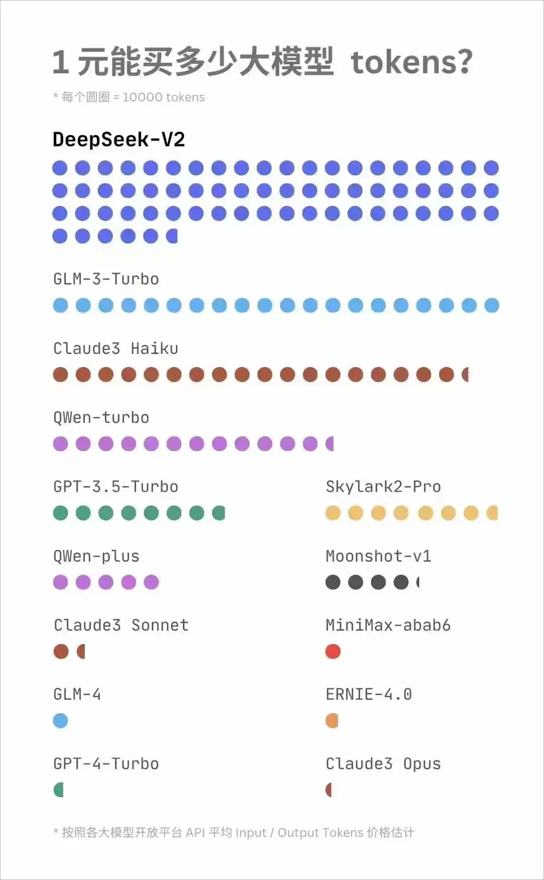 1 元能买多少大模型 tokens？
* 每个圆圈 = 10000 tokens
DeepSeek-V2
GLM-3-Turbo
Claude3 Haiku
QWen-turbo
GPT-3.5-Turbo
Skylark2-Pro
QWen-plus
Moonshot-v1
Claude3 Sonnet
MiniMax-abab6
GLM-4
ERNIE-4.0
GPT-4-Turbo
Claude3 Opus
* 按照各大模型开放平台 API 平均 Input / Output Tokens 价格估计